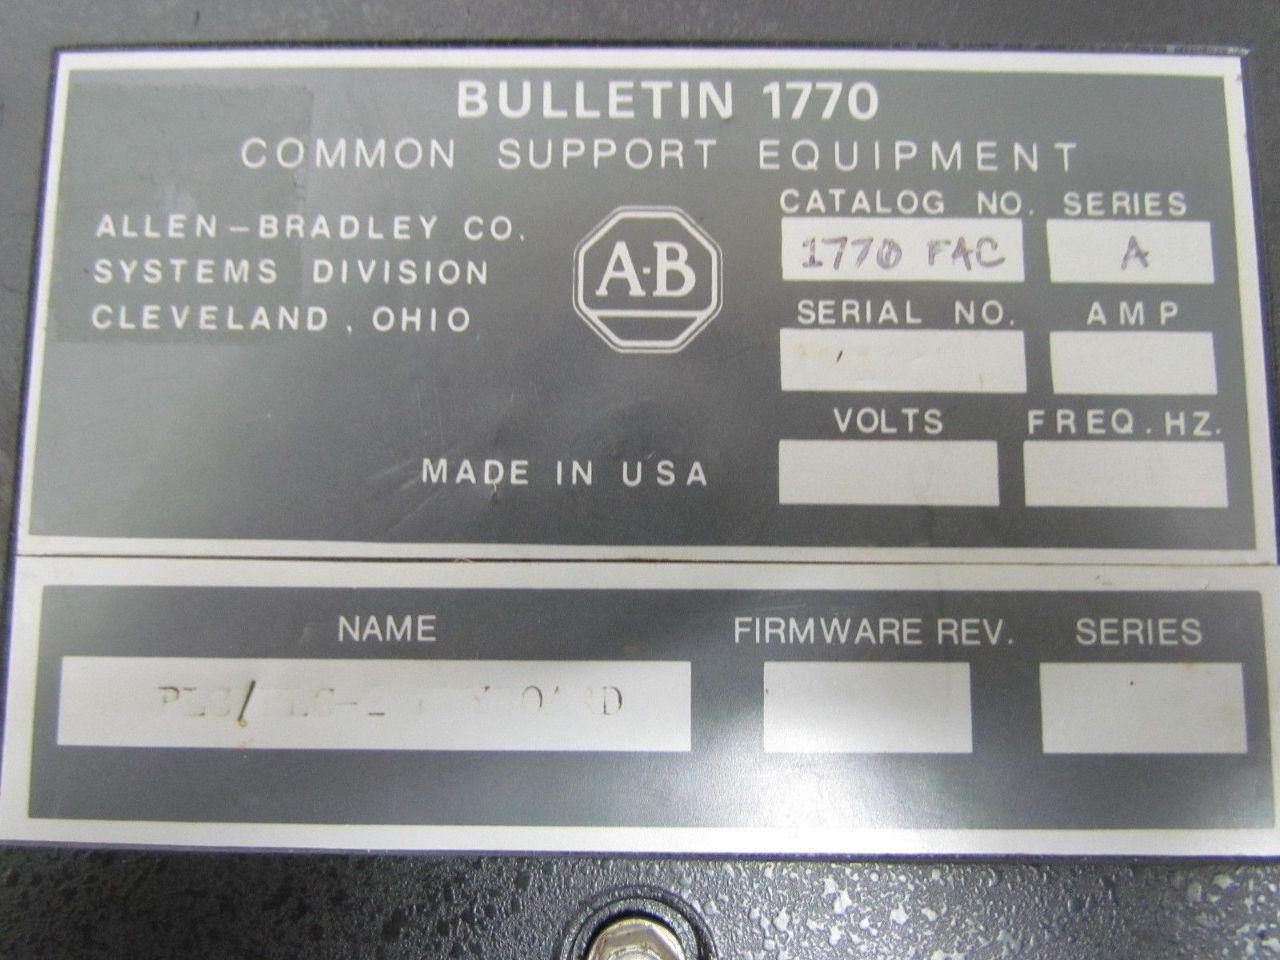 BULLETIN 1770
COMMON SUPPORT EQUIPMENT
ALLEN-BRADLEY CO.
SYSTEMS DIVISION
CLEVELAND, OHIO
A-B
MADE IN USA
CATALOG NO. SERIES
1770 FAC A
SERIAL NO. AMP
VOLTS FREQ. HZ.
NAME FIRMWARE REV. SERIES